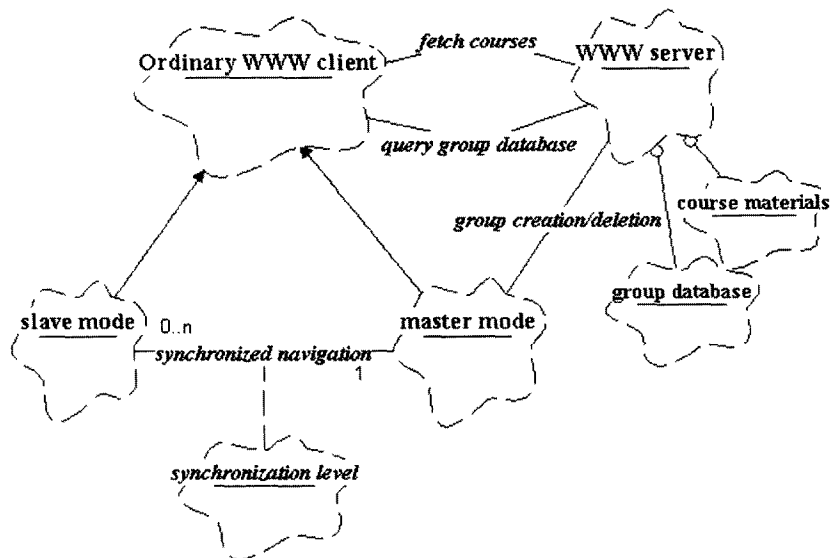 fetch courses
Ordinary WWW client
WWW server
query group database
course materials
group creation/deletion
group database
slave mode
0..n
master mode
synchronized navigation
1
synchronization level